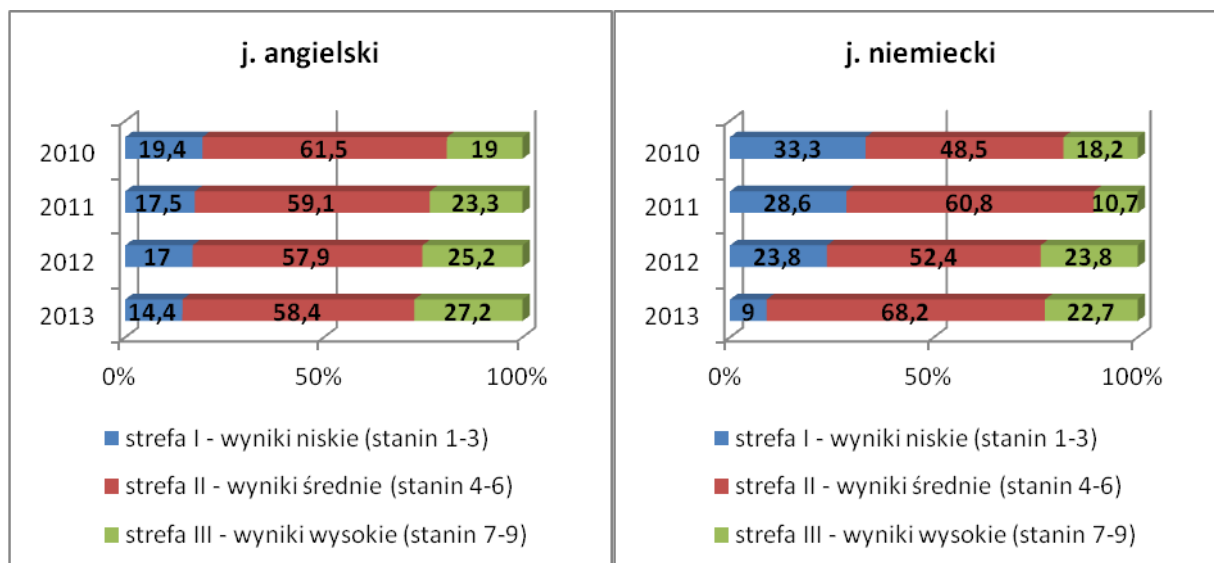 j. angielski
2010 19,4 61,5 19
2011 17,5 59,1 23,3
2012 17 57,9 25,2
2013 14,4 58,4 27,2
0% 50% 100%
strefa I - wyniki niskie (stanin 1-3)
strefa II - wyniki średnie (stanin 4-6)
strefa III - wyniki wysokie (stanin 7-9)
j. niemiecki
2010 33,3 48,5 18,2
2011 28,6 60,8 10,7
2012 23,8 52,4 23,8
2013 9 68,2 22,7
0% 50% 100%
strefa I - wyniki niskie (stanin 1-3)
strefa II - wyniki średnie (stanin 4-6)
strefa III - wyniki wysokie (stanin 7-9)